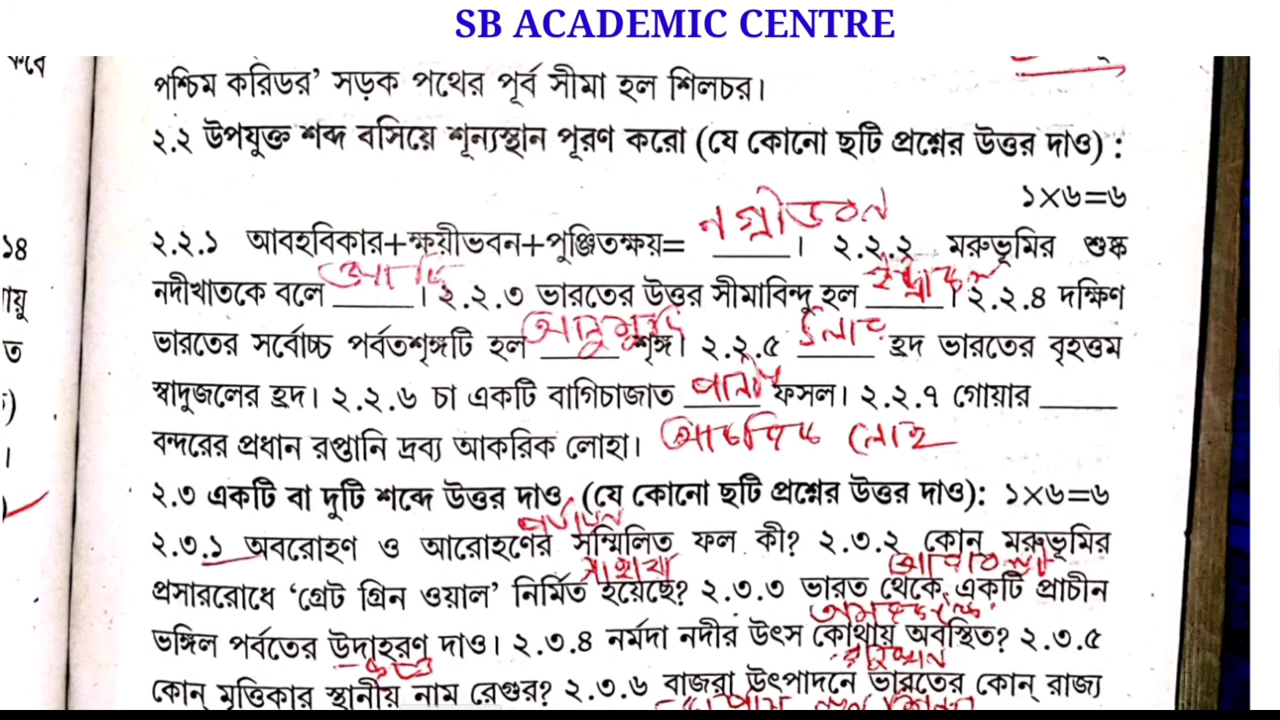 SB ACADEMIC CENTRE
পশ্চিম করিডর’ সড়ক পথের পূর্ব সীমা হল শিলচর।
২.২ উপযুক্ত শব্দ বসিয়ে শূন্যস্থান পূরণ করো (যে কোনো ছটি প্রশ্নের উত্তর দাও) :
১×৬=৬
নগ্নীভবন
২.২.১ আবহবিকার+ক্ষয়ীভবন+পুঞ্জিতক্ষয়= ______। ২.২.২ মরুভূমির শুষ্ক
১৪
ওয়াদি
নদীখাতকে বলে ______। ২.২.৩ ভারতের উত্তর সীমাবিন্দু হল ______। ২.২.৪ দক্ষিণ
য়ু
আনুমুদি
ভারতের সর্বোচ্চ পর্বতশৃঙ্গটি হল ______ শৃঙ্গ। ২.২.৫ ______ হ্রদ ভারতের বৃহত্তম
ত
পানীয়
স্বাদুজলের হ্রদ। ২.২.৬ চা একটি বাগিচাজাত ______ ফসল। ২.২.৭ গোয়ার ______
বন্দরের প্রধান রপ্তানি দ্রব্য আকরিক লোহা।
২.৩ একটি বা দুটি শব্দে উত্তর দাও (যে কোনো ছটি প্রশ্নের উত্তর দাও): ১×৬=৬
২.৩.১ অবরোহণ ও আরোহণের সম্মিলিত ফল কী? ২.৩.২ কোন্ মরুভূমির
সাহারা
প্রসাররোধে ‘গ্রেট গ্রিন ওয়াল’ নির্মিত হয়েছে? ২.৩.৩ ভারত থেকে একটি প্রাচীন
ভঙ্গিল পর্বতের উদাহরণ দাও। ২.৩.৪ নর্মদা নদীর উৎস কোথায় অবস্থিত? ২.৩.৫
কোন্ মৃত্তিকার স্থানীয় নাম রেগুর? ২.৩.৬ বাজরা উৎপাদনে ভারতের কোন্ রাজ্য